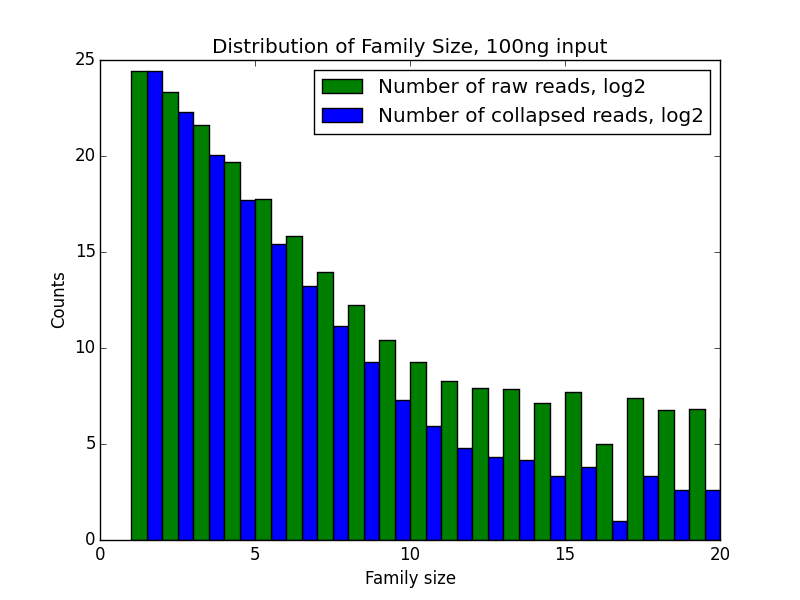 Distribution of Family Size, 100ng input
Number of raw reads, log2
Number of collapsed reads, log2
25
20
15
10
5
0
Counts
0 5 10 15 20
Family size